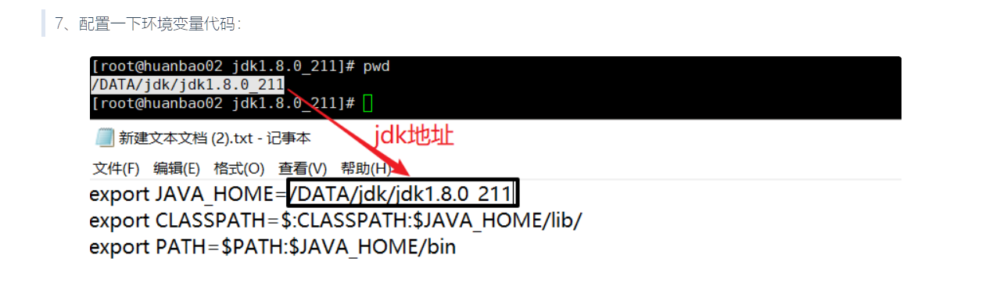 7、配置一下环境变量代码：
[root@huanbao02 jdk1.8.0_211]# pwd
/DATA/jdk/jdk1.8.0_211
[root@huanbao02 jdk1.8.0_211]#
jdk地址
新建文本文档 (2).txt - 记事本
文件(F) 编辑(E) 格式(O) 查看(V) 帮助(H)
export JAVA_HOME=/DATA/jdk/jdk1.8.0_211
export CLASSPATH=$:CLASSPATH:$JAVA_HOME/lib/
export PATH=$PATH:$JAVA_HOME/bin